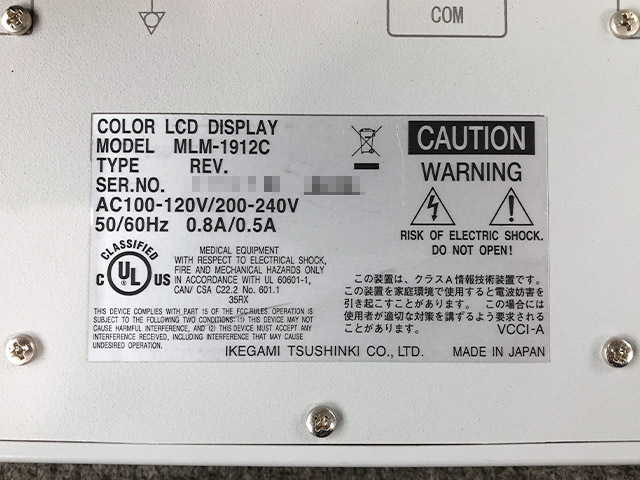 COM
COLOR LCD DISPLAY
MODEL MLM-1912C
TYPE REV.
SER.NO.
AC100-120V/200-240V
50/60Hz 0.8A/0.5A
CLASSIFIED
C UL US
MEDICAL EQUIPMENT
WITH RESPECT TO ELECTRICAL SHOCK,
FIRE AND MECHANICAL HAZARDS ONLY
IN ACCORDANCE WITH UL 60601-1,
CAN/ CSA C22.2 No. 601.1
35RX
THIS DEVICE COMPLIES WITH PART 15 OF THE FCC RULES. OPERATION IS
SUBJECT TO THE FOLLOWING TWO CONDITIONS: (1) THIS DEVICE MAY NOT
CAUSE HARMFUL INTERFERENCE, AND (2) THIS DEVICE MUST ACCEPT ANY
INTERFERENCE RECEIVED, INCLUDING INTERFERENCE THAT MAY CAUSE
UNDESIRED OPERATION.
CAUTION
WARNING
RISK OF ELECTRIC SHOCK.
DO NOT OPEN!
この装置は、クラスA情報技術装置です。
この装置を家庭環境で使用すると電波妨害を
引き起こすことがあります。この場合には
使用者が適切な対策を講ずるよう要求される
ことがあります。 VCCI-A
IKEGAMI TSUSHINKI CO., LTD. MADE IN JAPAN